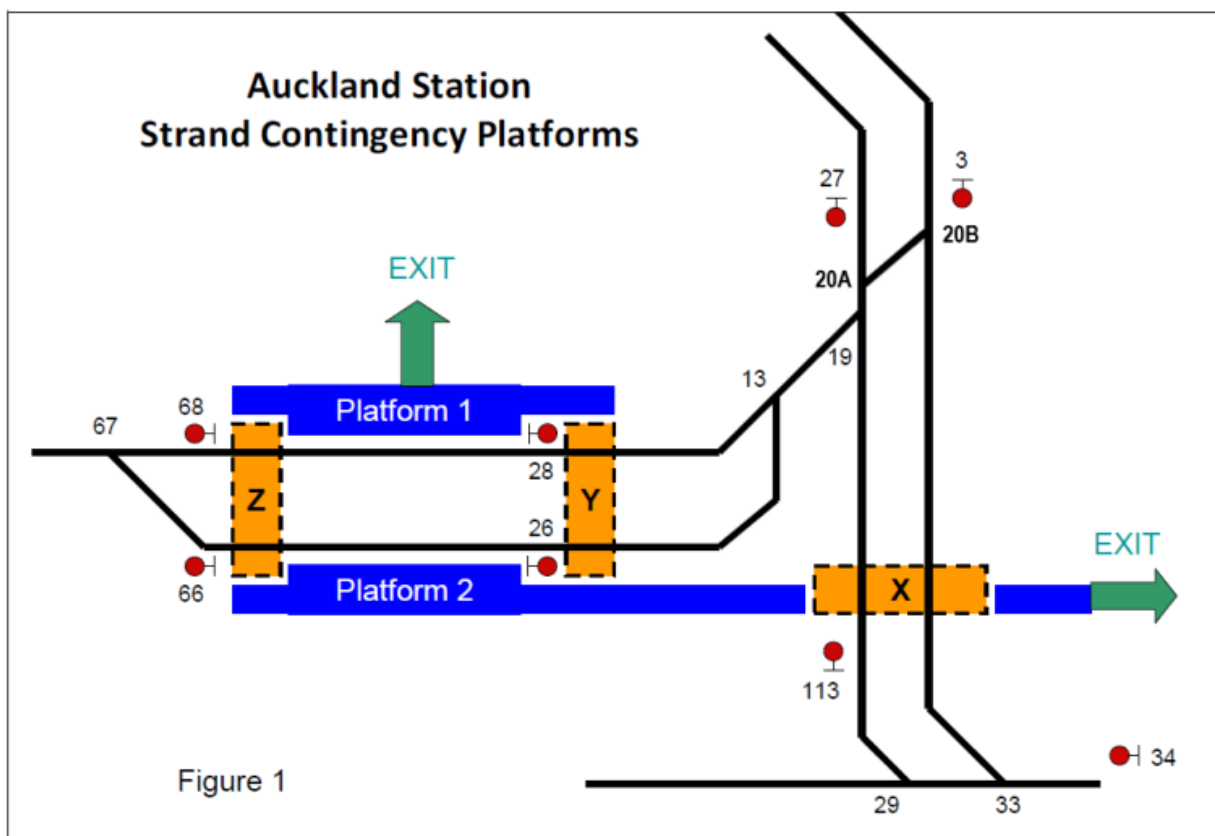 Auckland Station
Strand Contingency Platforms
3
27
20B
EXIT
20A
19
13
68
Platform 1
67
28
Z
Y
26
EXIT
66
Platform 2
X
113
34
Figure 1
29
33